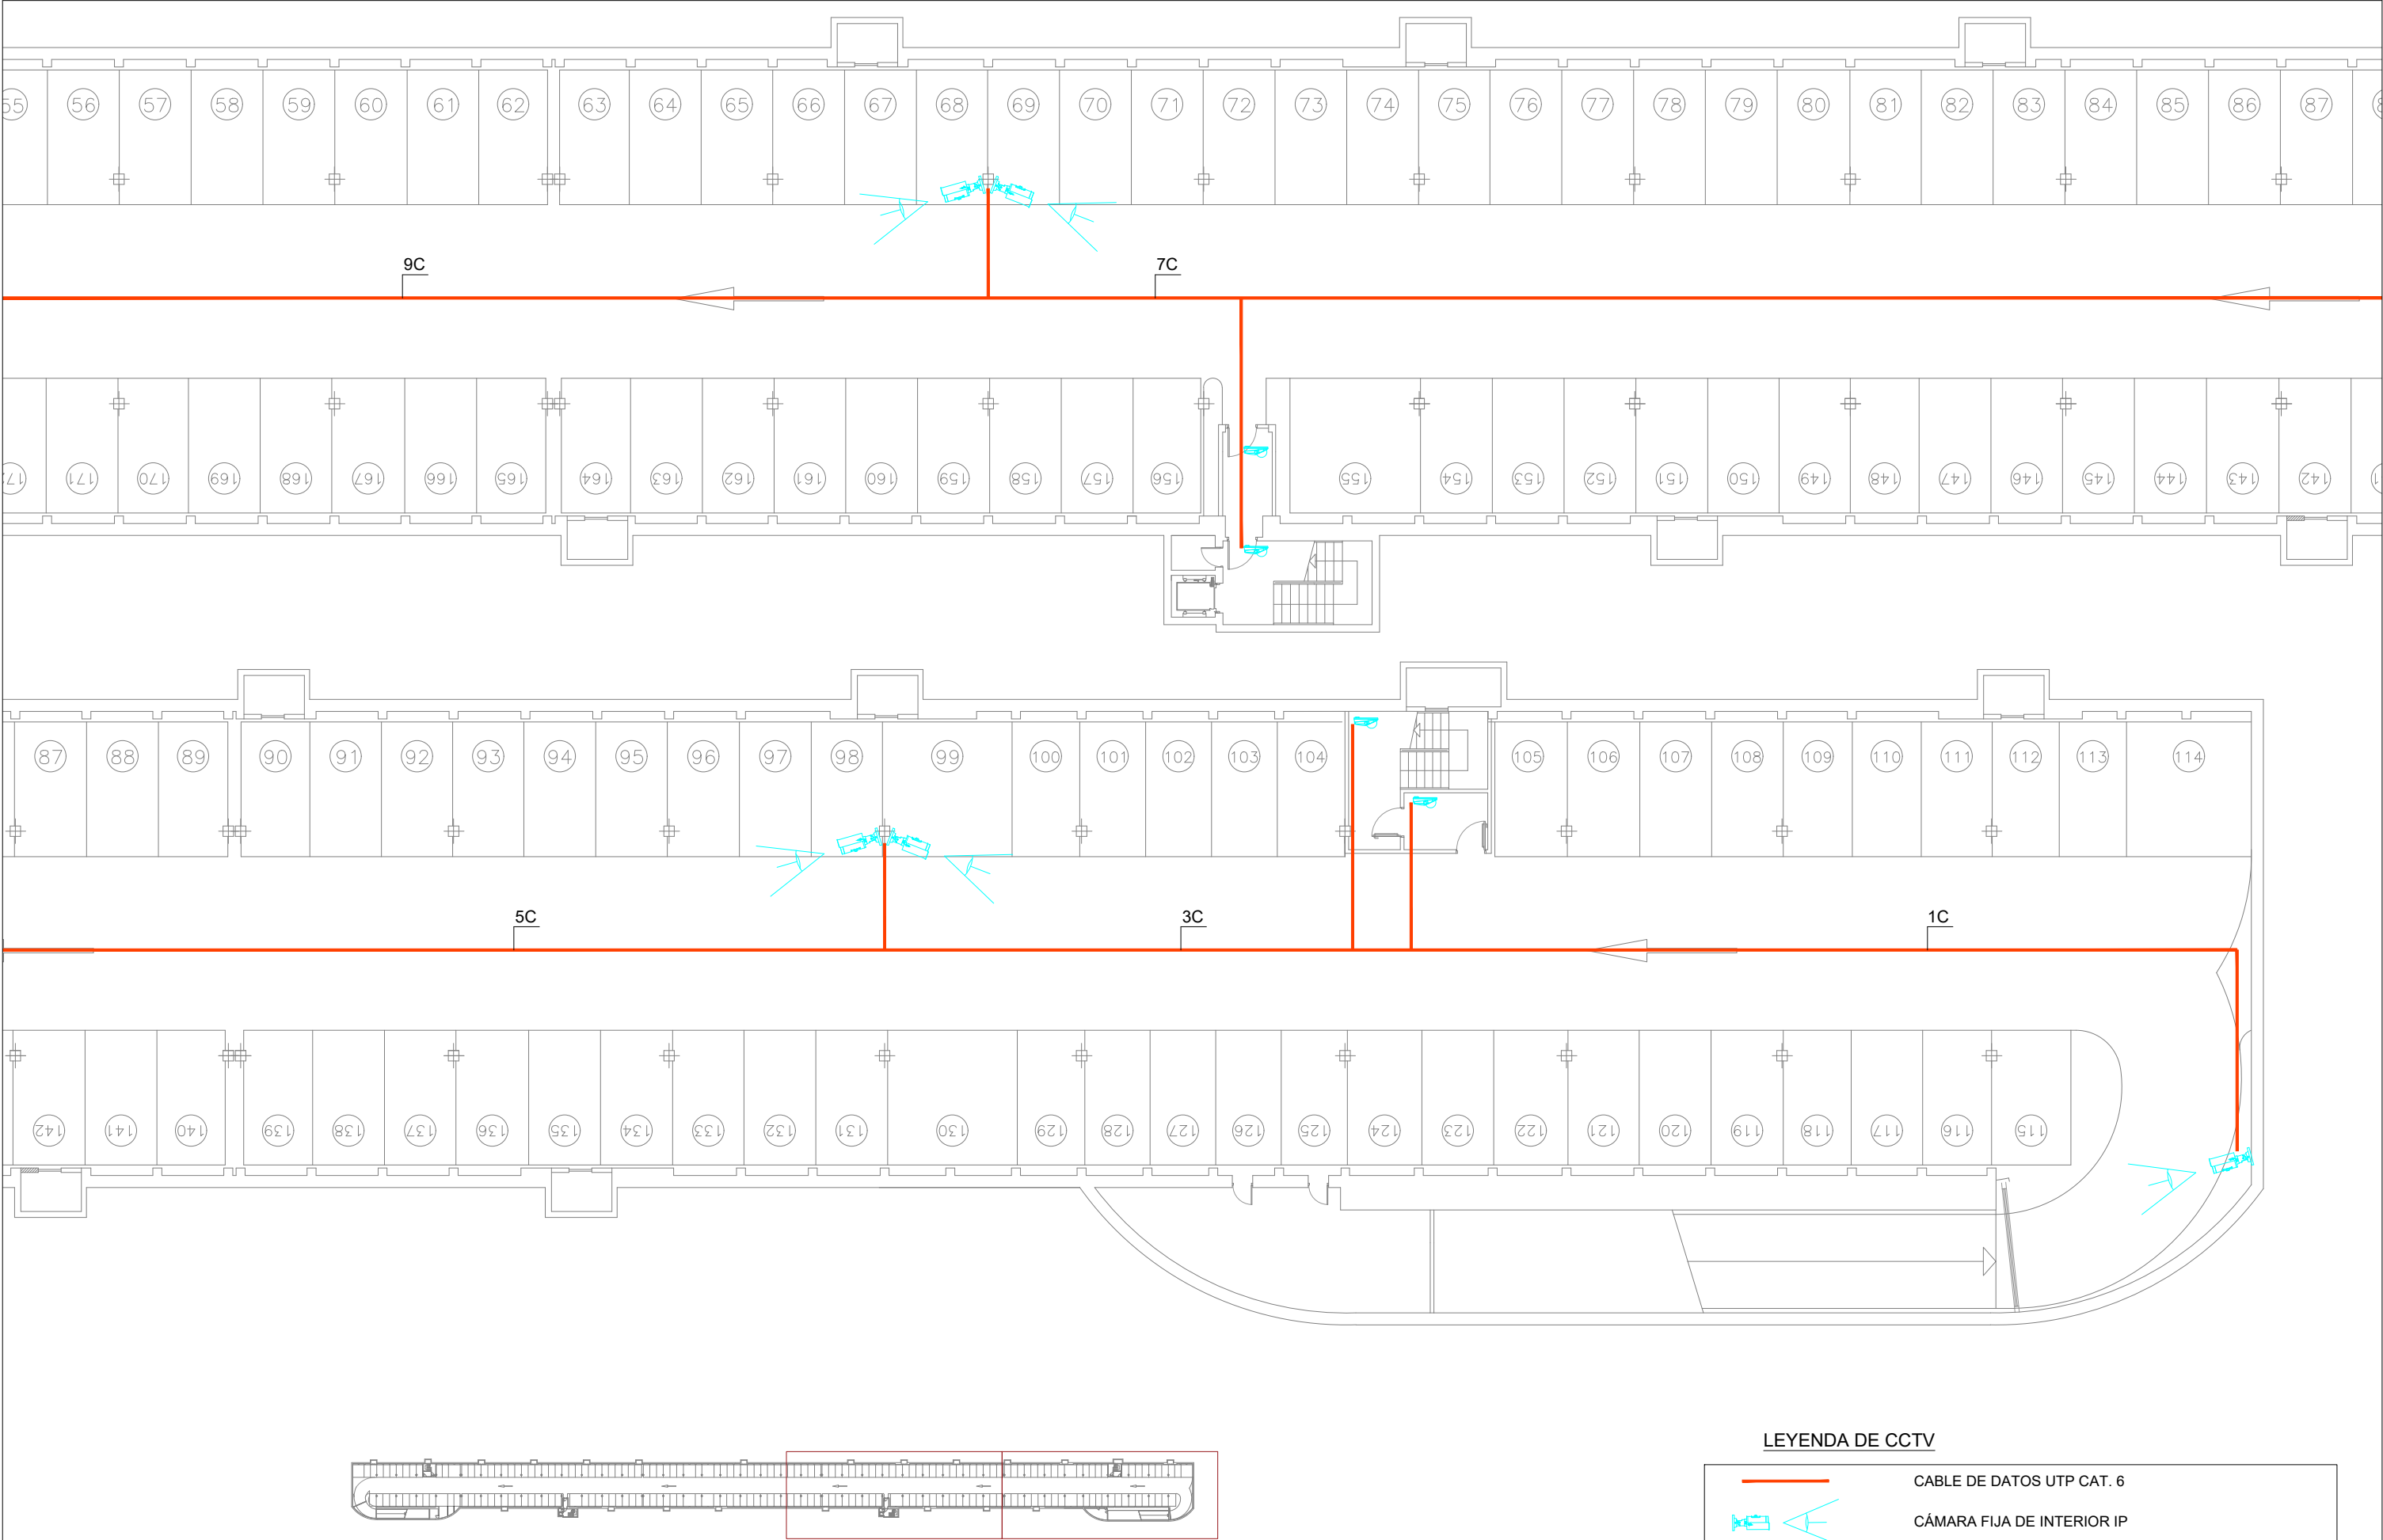 55 56 57 58 59 60 61 62 63 64 65 66 67 68 69 70 71 72 73 74 75 76 77 78 79 80 81 82 83 84 85 86 87
9C 7C
171 170 169 168 167 166 165 164 163 162 161 160 159 158 157 156 155 154 153 152 151 150 149 148 147 146 145 144 143 142
87 88 89 90 91 92 93 94 95 96 97 98 99 100 101 102 103 104 105 106 107 108 109 110 111 112 113 114
5C 3C 1C
142 141 140 139 138 137 136 135 134 133 132 131 130 129 128 127 126 125 124 123 122 121 120 119 118 117 116 115
LEYENDA DE CCTV
CABLE DE DATOS UTP CAT. 6
CÁMARA FIJA DE INTERIOR IP